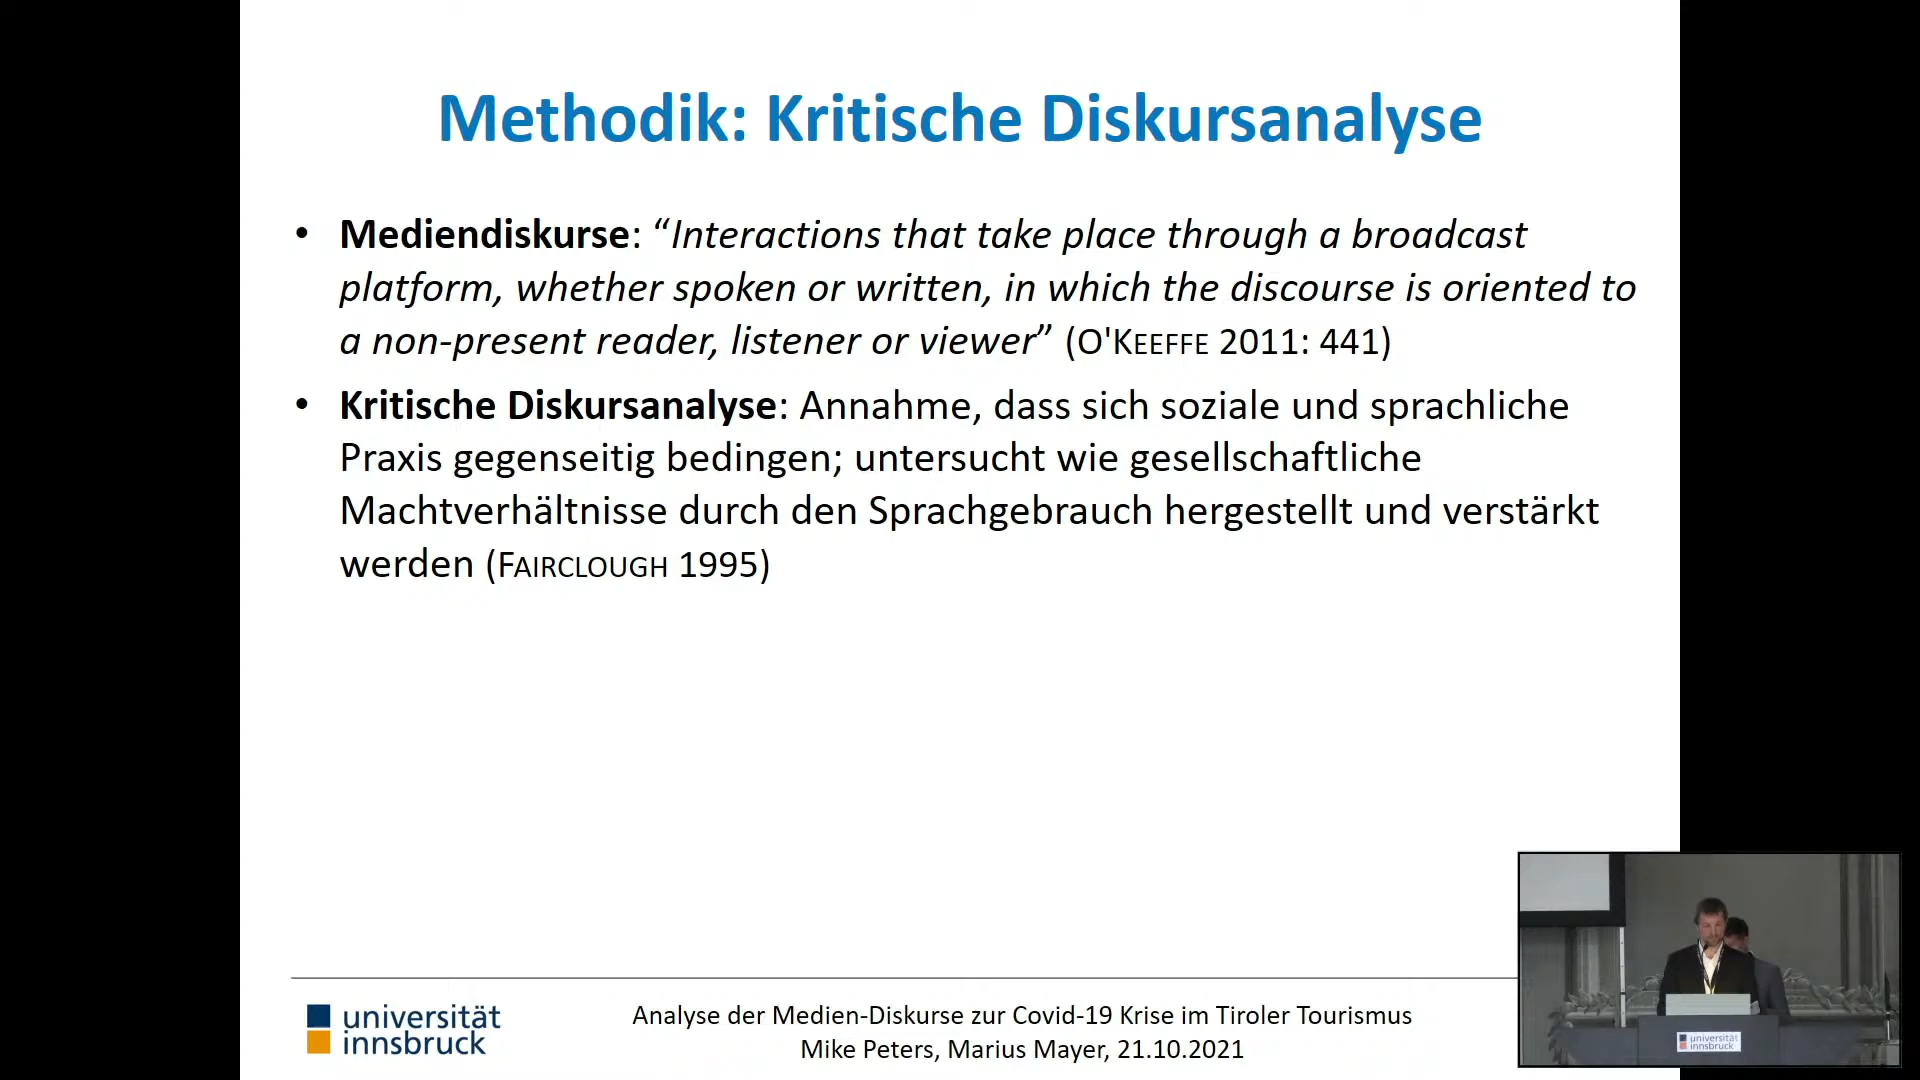 Methodik: Kritische Diskursanalyse
• Mediendiskurse: “Interactions that take place through a broadcast
platform, whether spoken or written, in which the discourse is oriented to
a non-present reader, listener or viewer” (O'KEEFFE 2011: 441)
• Kritische Diskursanalyse: Annahme, dass sich soziale und sprachliche
Praxis gegenseitig bedingen; untersucht wie gesellschaftliche
Machtverhältnisse durch den Sprachgebrauch hergestellt und verstärkt
werden (FAIRCLOUGH 1995)
universität
innsbruck
Analyse der Medien-Diskurse zur Covid-19 Krise im Tiroler Tourismus
Mike Peters, Marius Mayer, 21.10.2021
universität
innsbruck